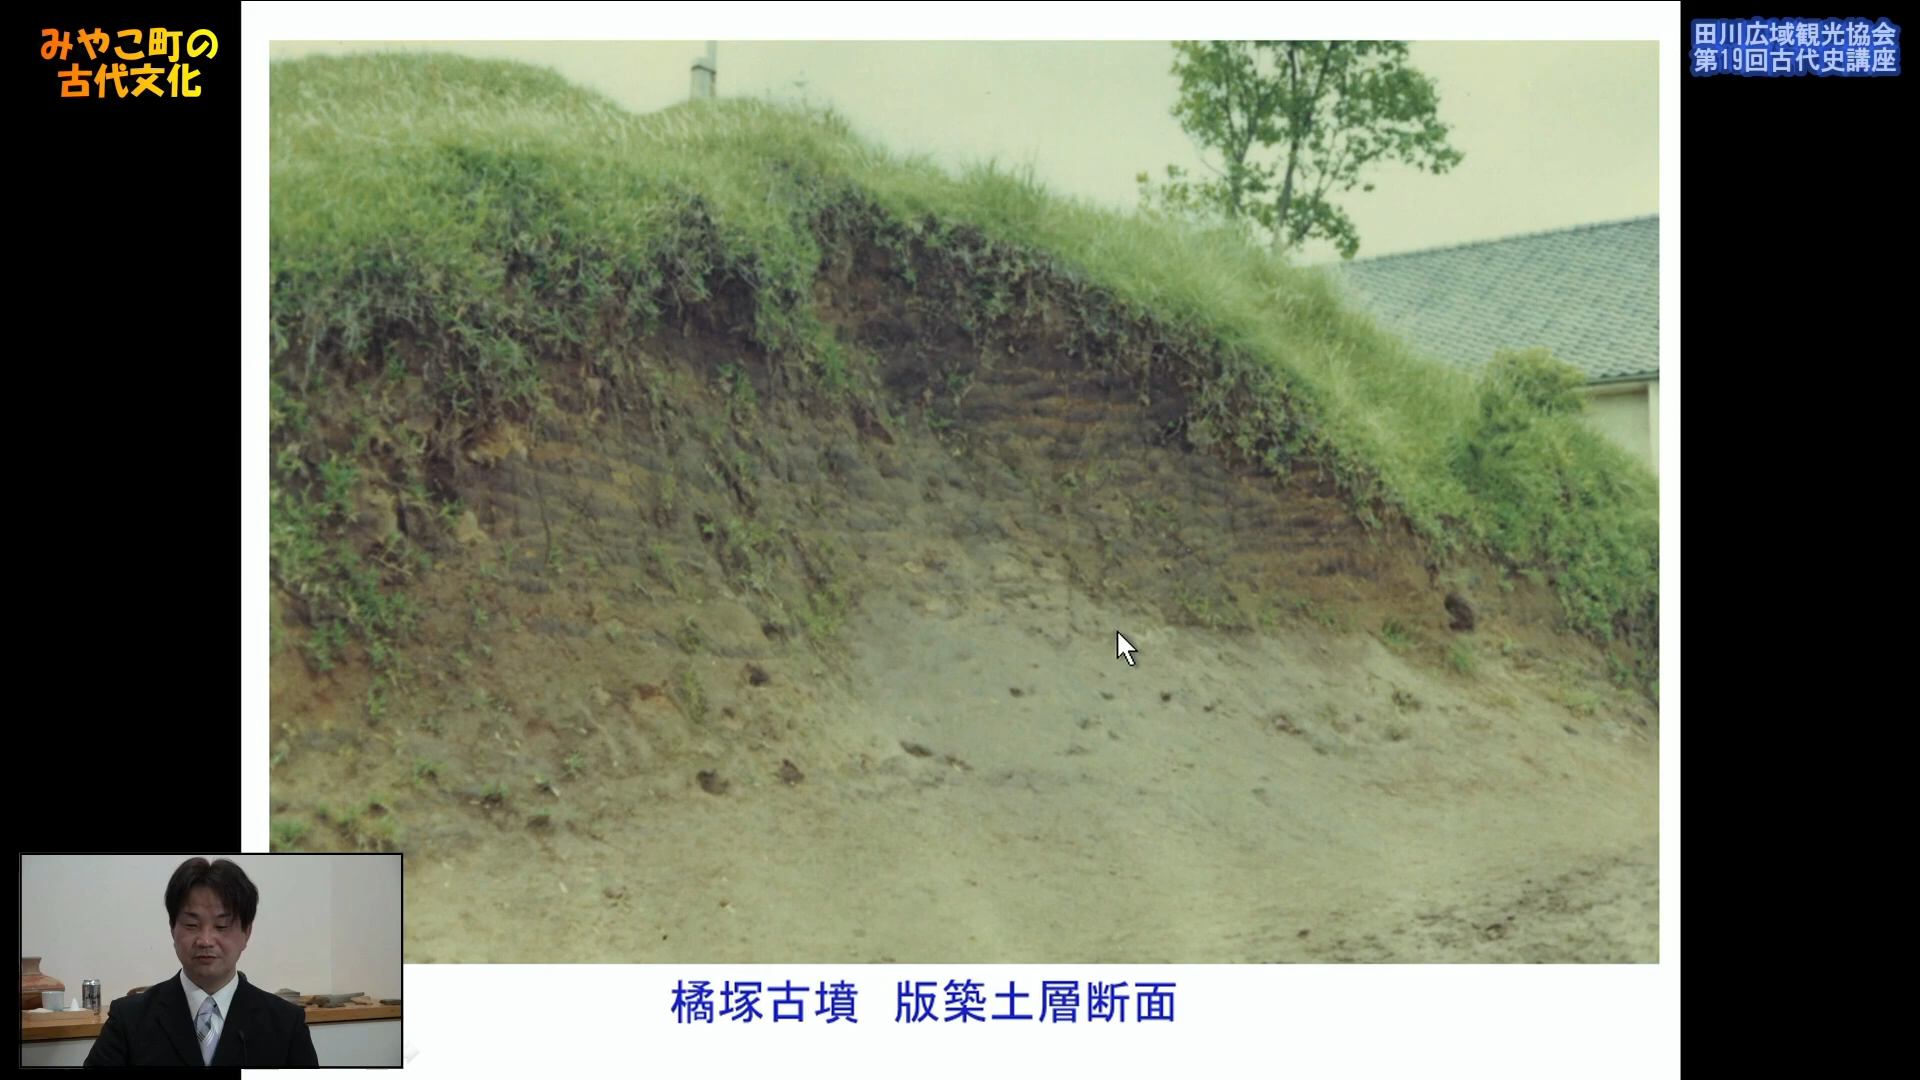 みやこ町の
古代文化
田川広域観光協会
第19回古代史講座
橘塚古墳 版築土層断面